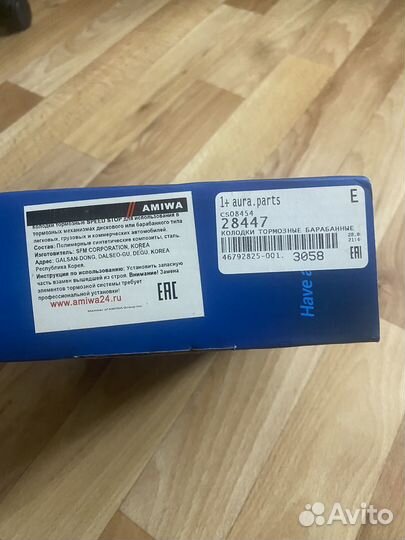 AMIWA
Колодки тормозные SPEED STOP для использования в
тормозных механизмах дискового или барабанного типа
легковых, грузовых и коммерческих автомобилей.
Состав: Полимерные синтетические композиты, сталь.
Изготовитель: SFM CORPORATION, KOREA
Адрес: GALSAN-DONG, DALSEO-GU, DEGU, KOREA
Республика Корея.
Инструкция по использованию: Установить запасную
часть взамен вышедшей из строя. Внимание! Замена
элементов тормозной системы требует
профессиональной установки!
www.amiwa24.ru
ЕАС
1+ aura.parts
E
CS08454
28447
КОЛОДКИ ТОРМОЗНЫЕ БАРАБАННЫЕ
46792825-001. 3058
ЕАС
Have a
Avito